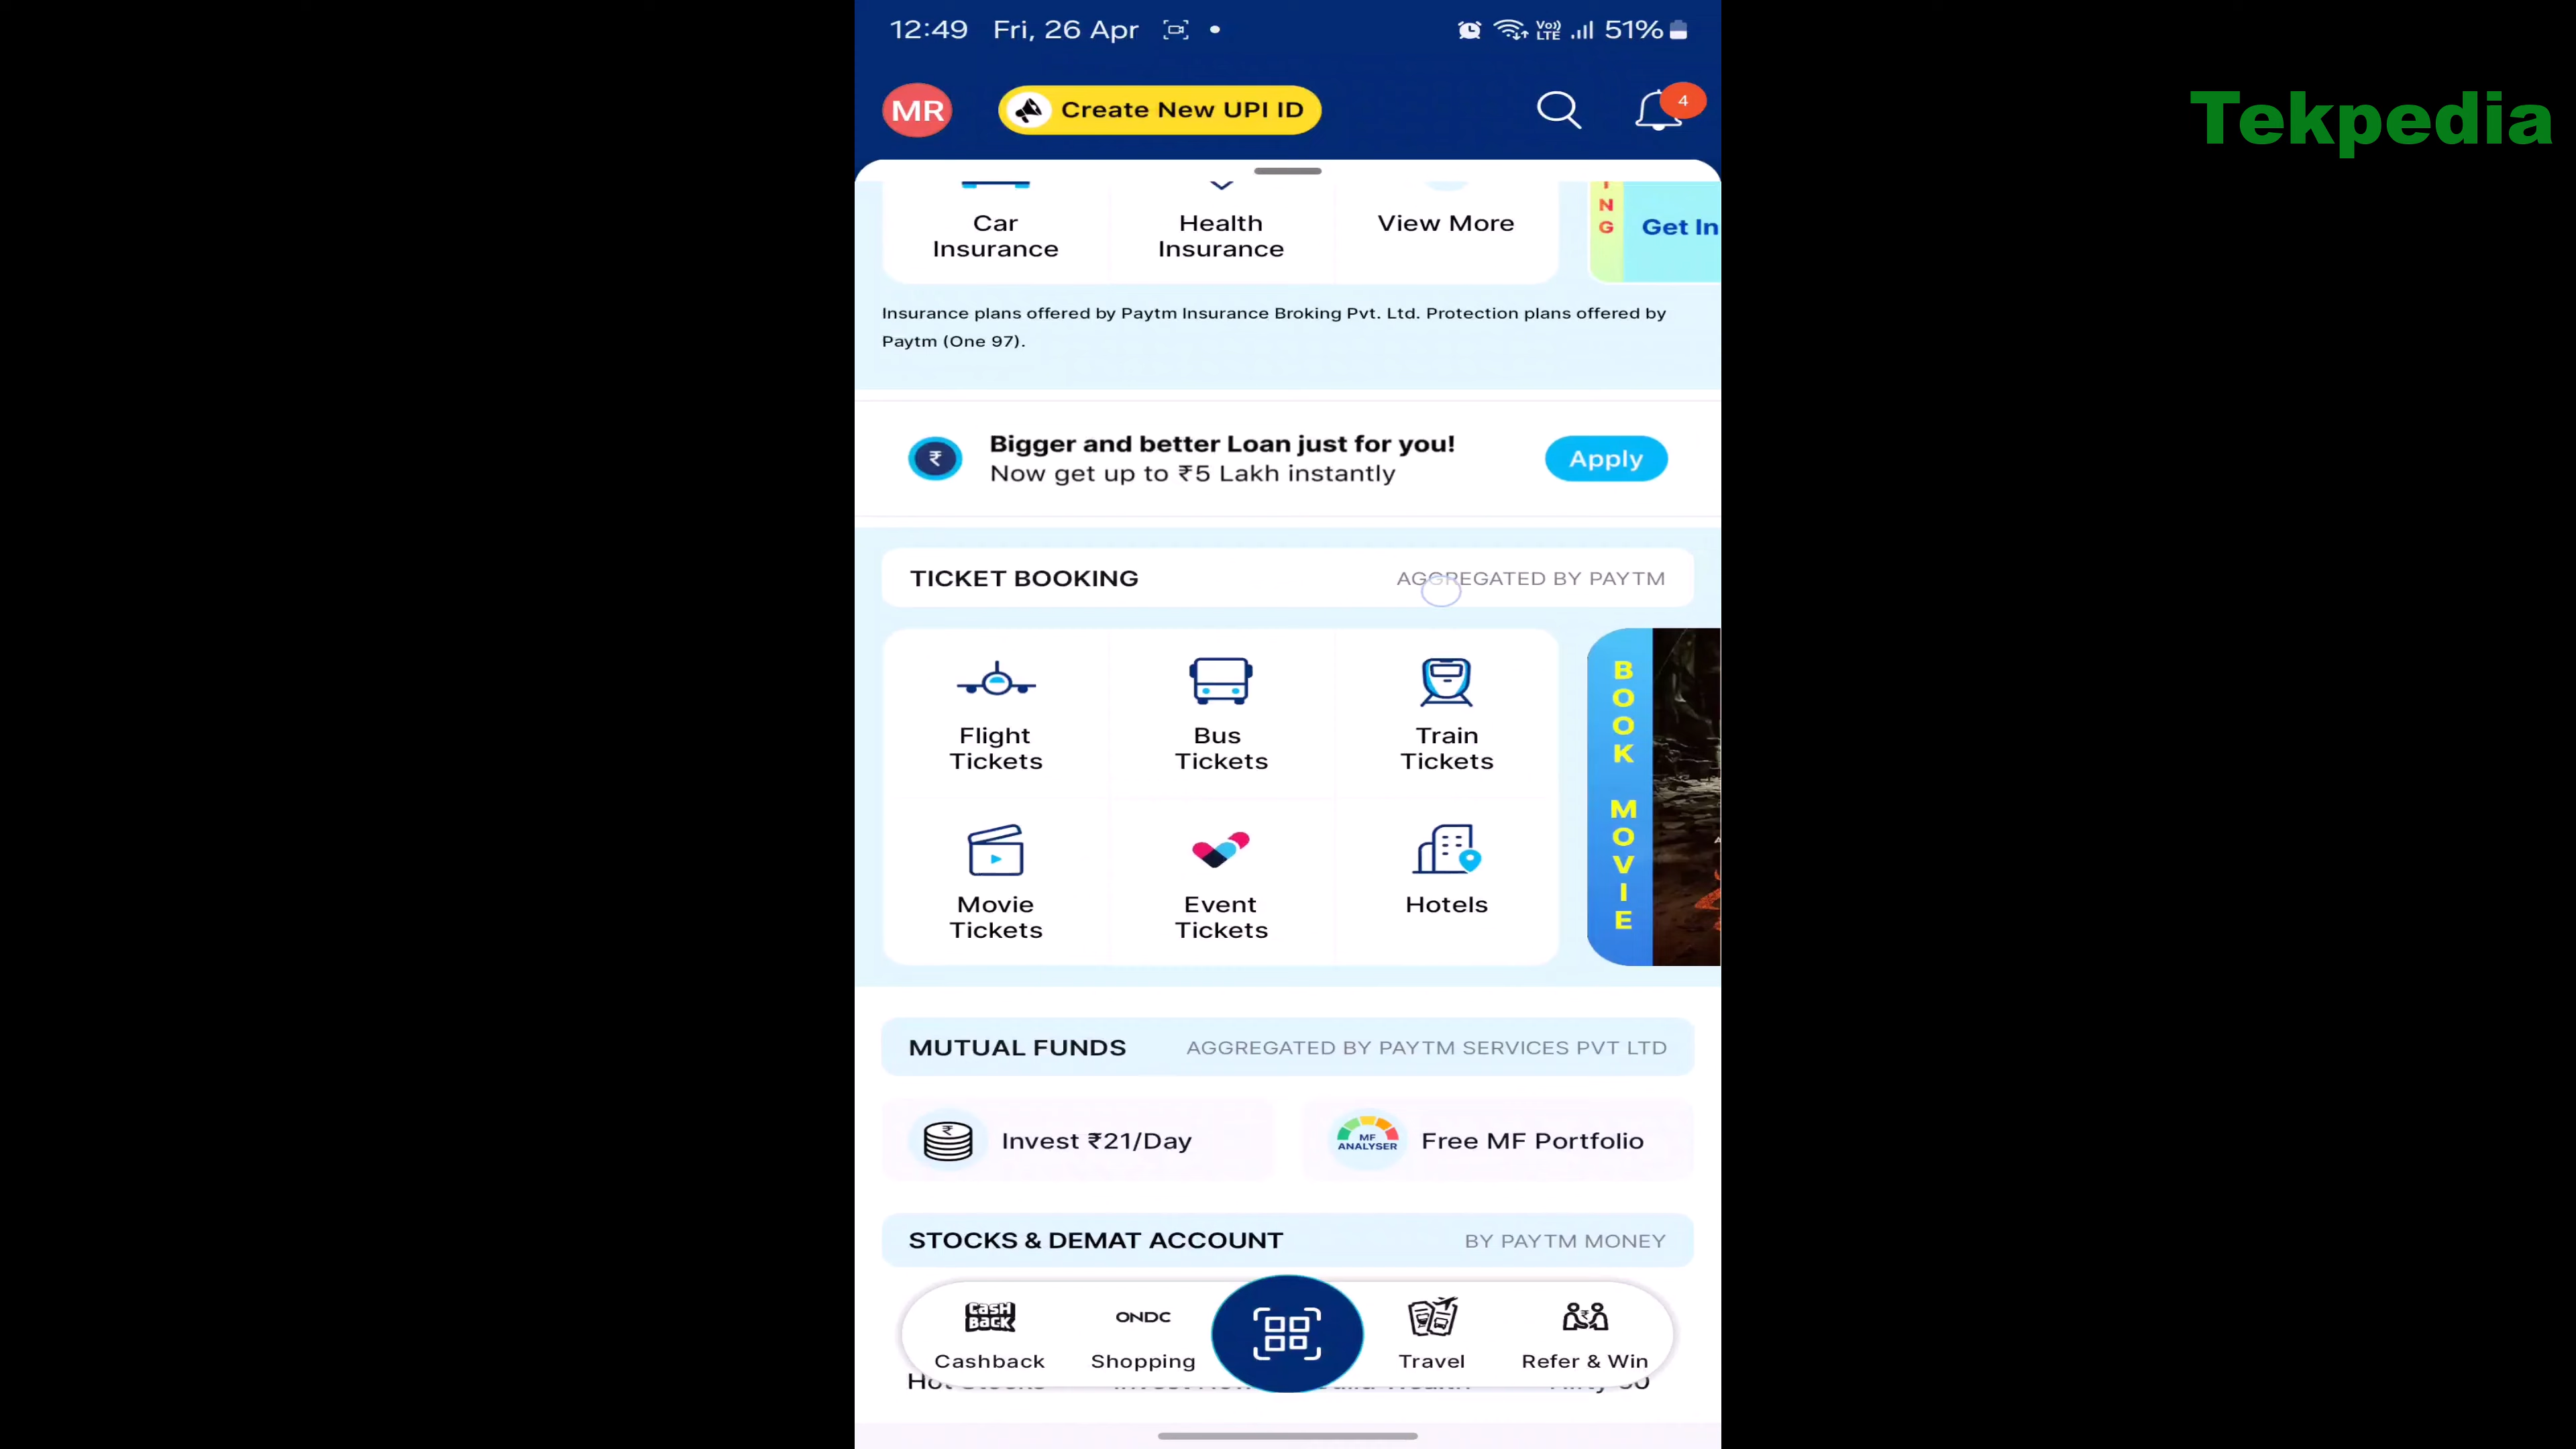 12:49 Fri, 26 Apr
Vo)) LTE 51%
Tekpedia
MR
Create New UPI ID
4
Car
Insurance
Health
Insurance
View More
I
N
G
Get In
Insurance plans offered by Paytm Insurance Broking Pvt. Ltd. Protection plans offered by
Paytm (One 97).
₹
Bigger and better Loan just for you!
Now get up to ₹5 Lakh instantly
Apply
TICKET BOOKING
AGGREGATED BY PAYTM
Flight
Tickets
Bus
Tickets
Train
Tickets
Movie
Tickets
Event
Tickets
Hotels
BOOK
MOVIE
MUTUAL FUNDS
AGGREGATED BY PAYTM SERVICES PVT LTD
₹
Invest ₹21/Day
MF
ANALYSER
Free MF Portfolio
STOCKS & DEMAT ACCOUNT
BY PAYTM MONEY
CASH
BACK
Cashback
ONDC
Shopping
Travel
₹
Refer & Win